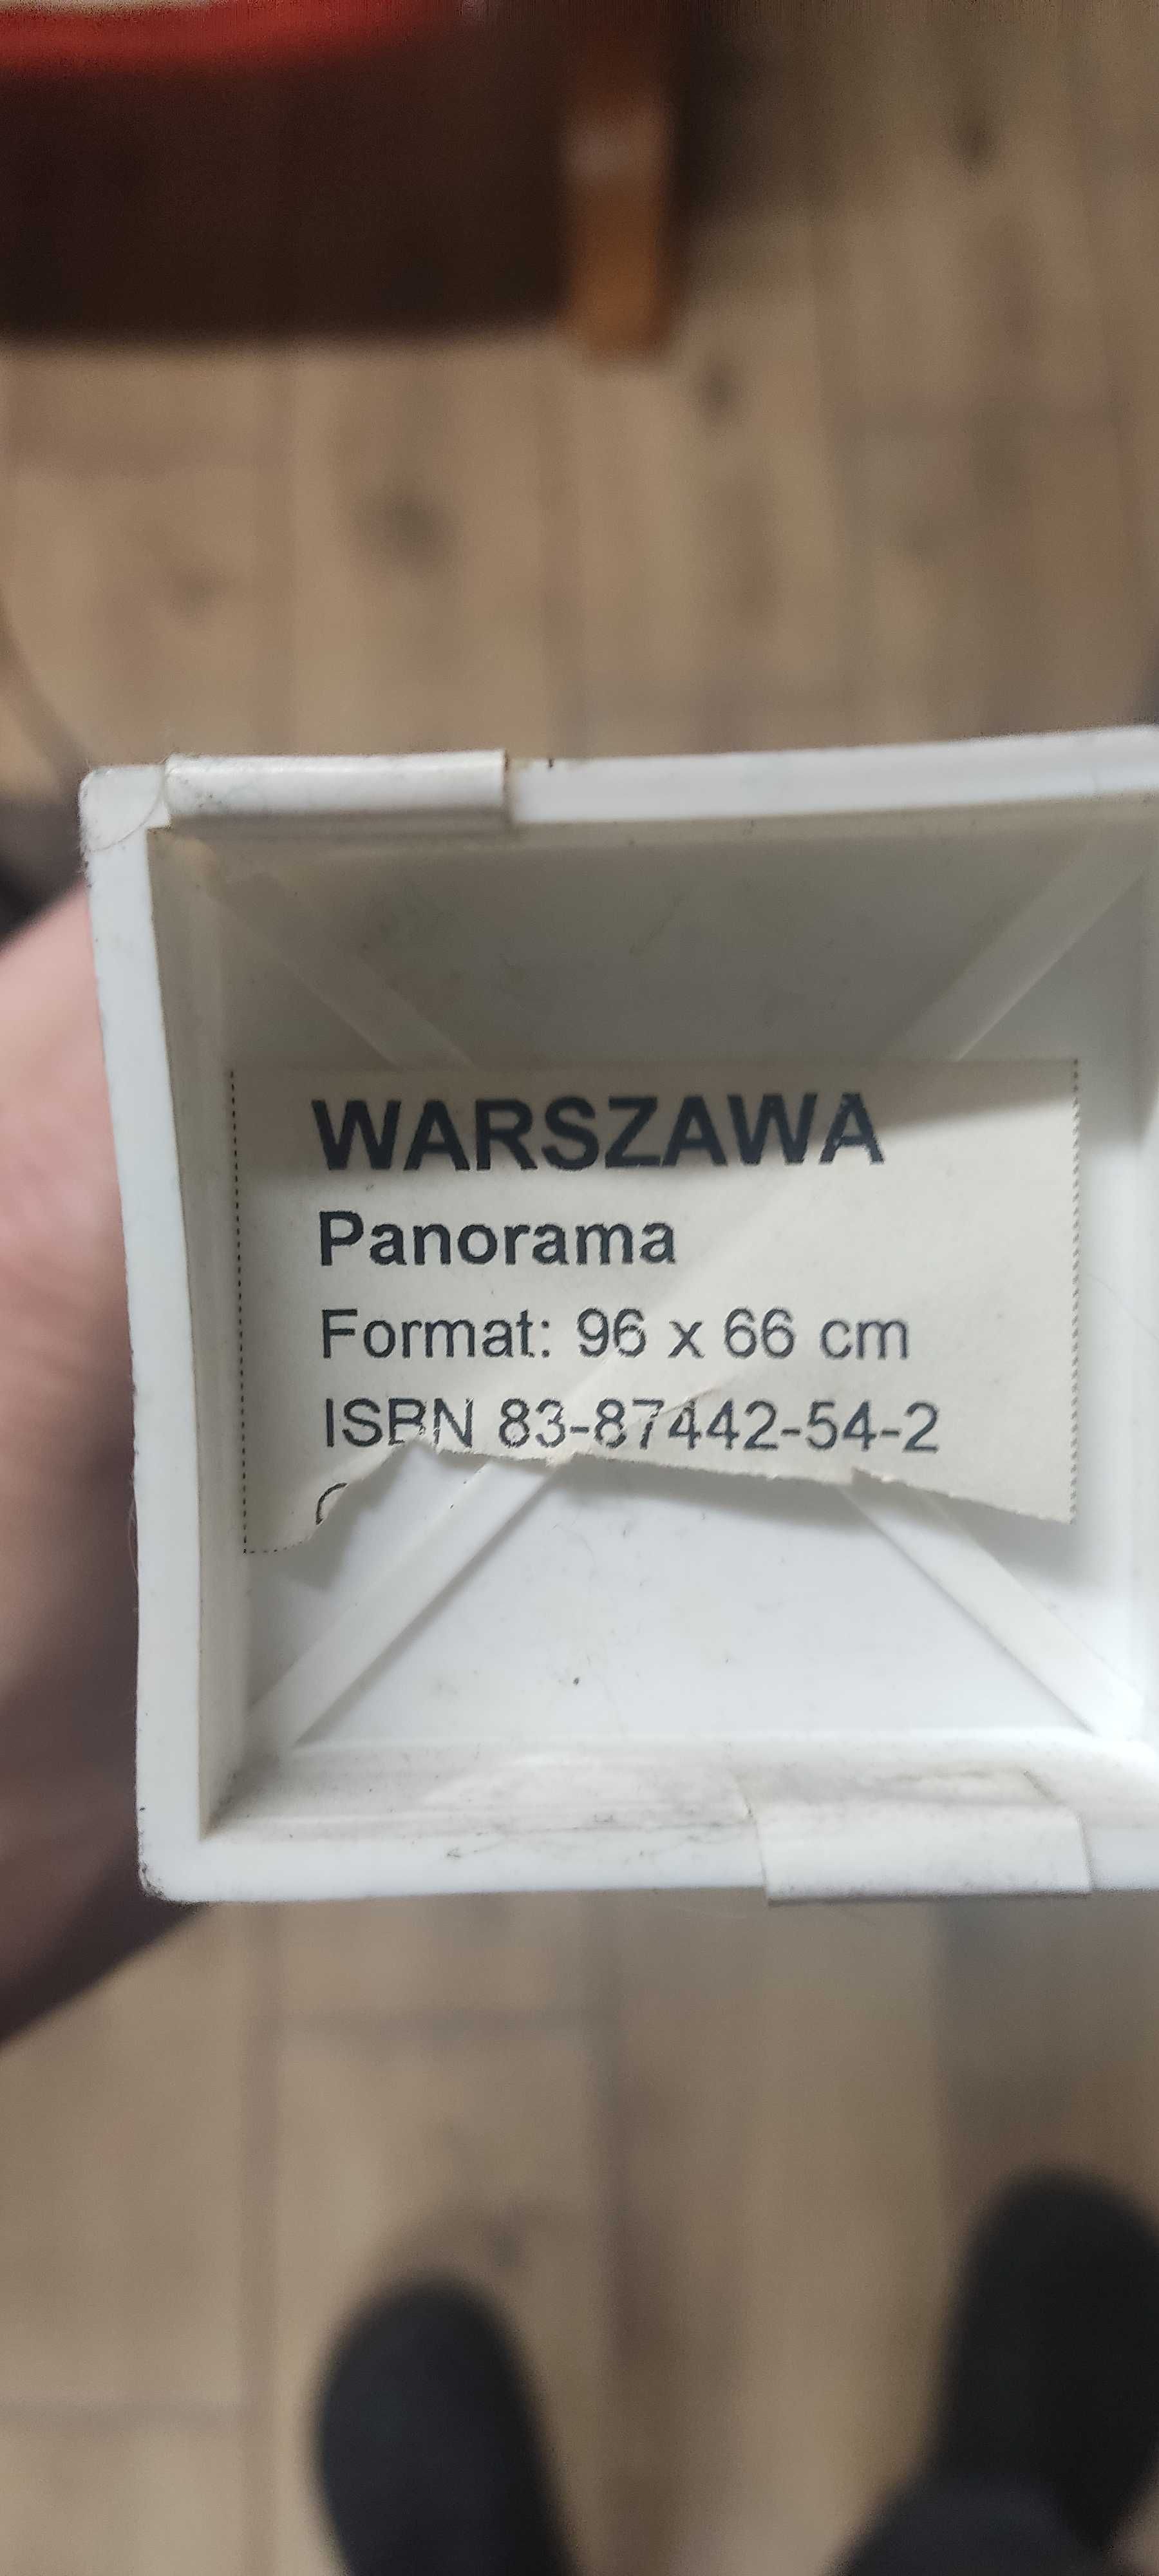 WARSZAWA
Panorama
Format: 96 x 66 cm
ISBN 83-87442-54-2